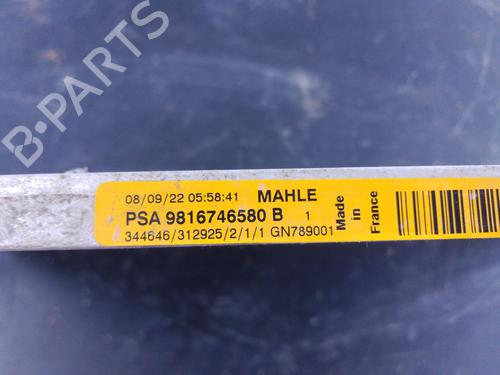 B-PARTS
08/09/22 05:58:41 MAHLE
PSA 9816746580 B 1
344646/312925/2/1/1 GN789001
Made
in
France